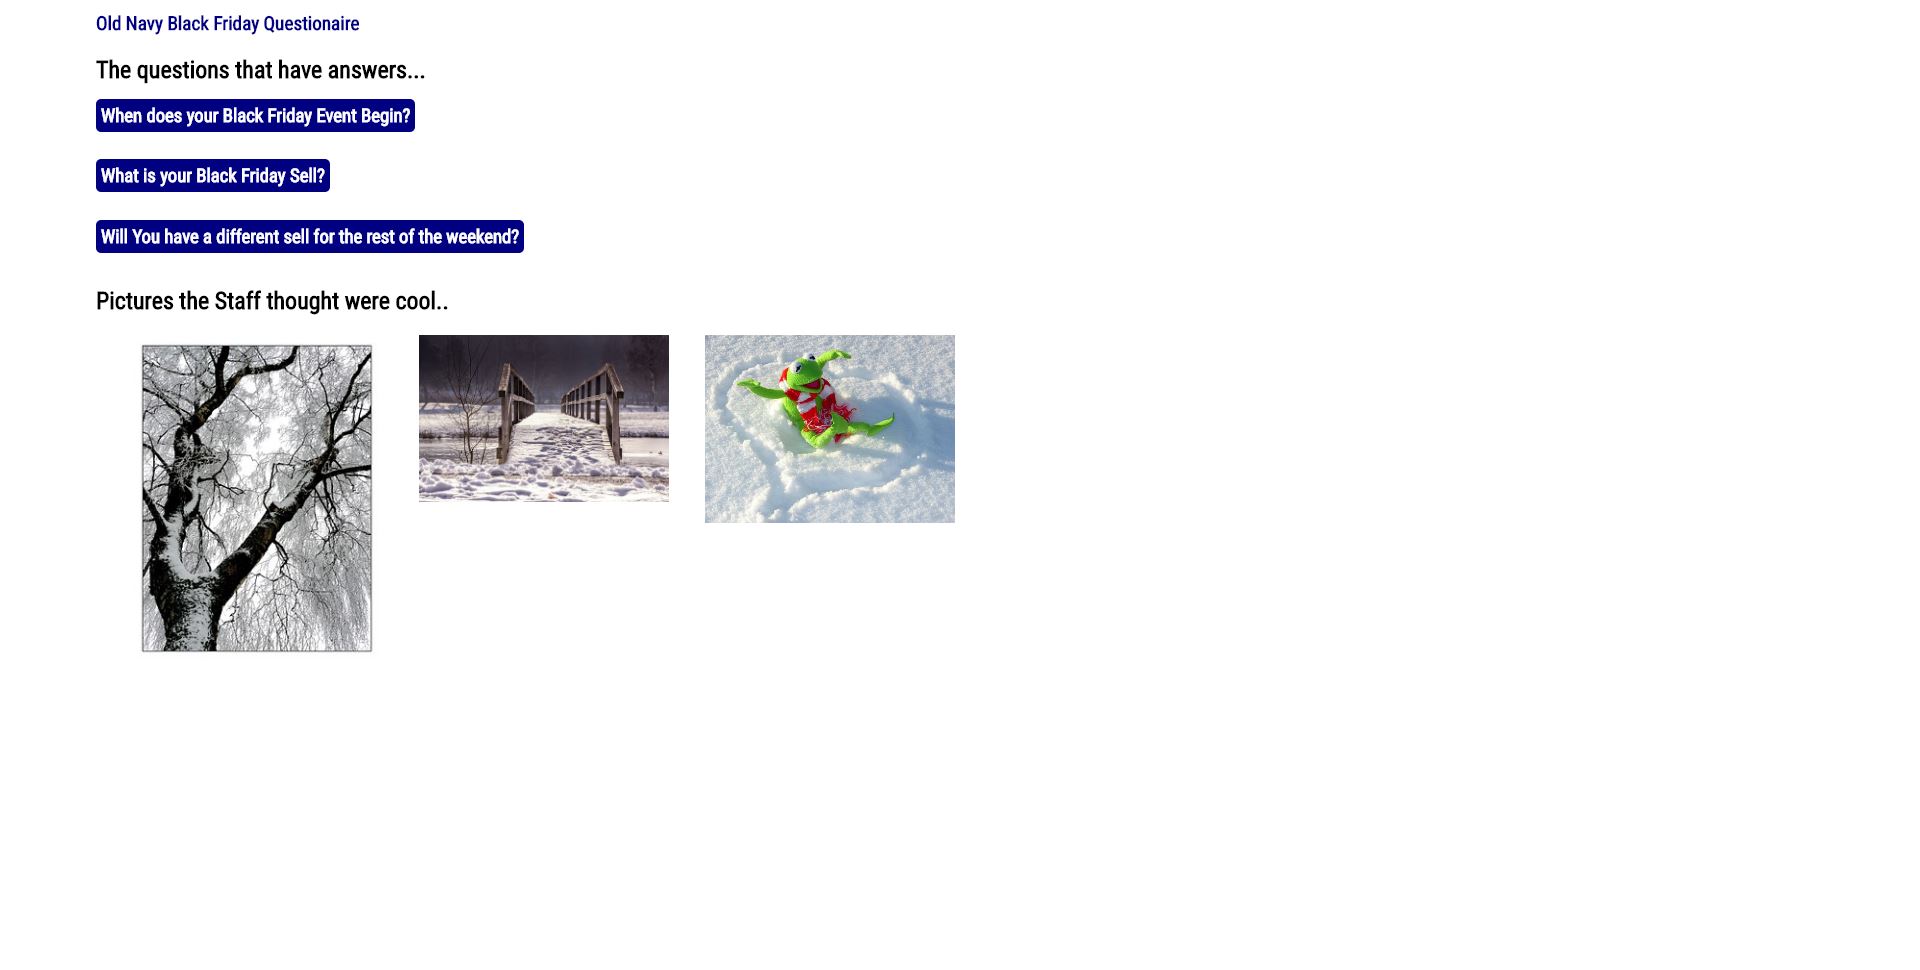 Old Navy Black Friday Questionaire
The questions that have answers...
When does your Black Friday Event Begin?
What is your Black Friday Sell?
Will You have a different sell for the rest of the weekend?
Pictures the Staff thought were cool..